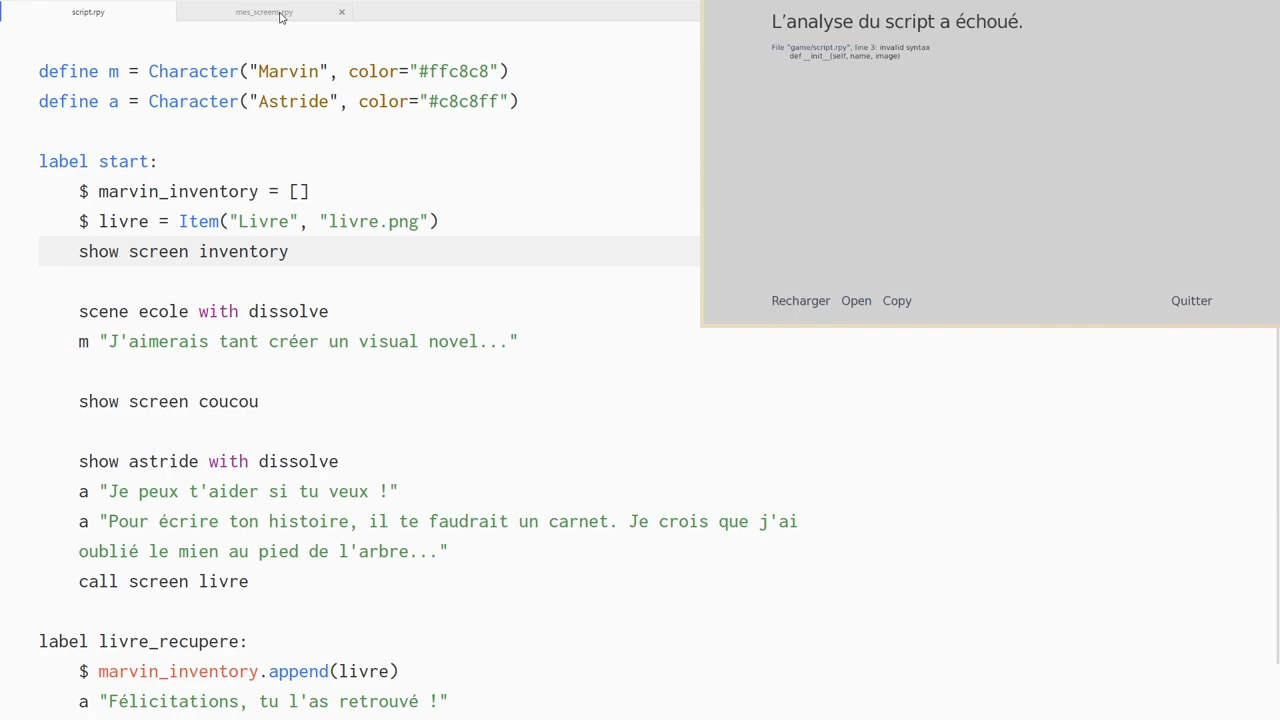 script.rpy
mes_screens.rpy
define m = Character("Marvin", color="#ffc8c8")
define a = Character("Astride", color="#c8c8ff")
label start:
$ marvin_inventory = []
$ livre = Item("Livre", "livre.png")
show screen inventory
scene ecole with dissolve
m "J'aimerais tant créer un visual novel..."
show screen coucou
show astride with dissolve
a "Je peux t'aider si tu veux !"
a "Pour écrire ton histoire, il te faudrait un carnet. Je crois que j'ai
oublié le mien au pied de l'arbre..."
call screen livre
label livre_recupere:
$ marvin_inventory.append(livre)
a "Félicitations, tu l'as retrouvé !"
L'analyse du script a échoué.
File "game/script.rpy", line 3: invalid syntax
def __init__(self, name, image)
Recharger Open Copy Quitter